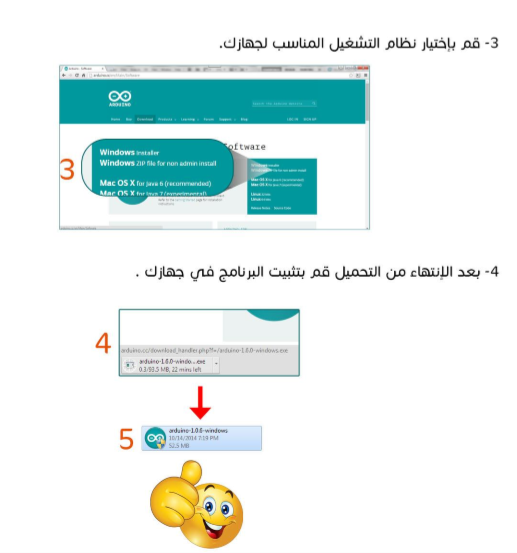 3- قم بإختيار نظام التشغيل المناسب لجهازك.
ARDUINO
Download
oftware
3
Windows Installer
Windows ZIP file for non admin install
Mac OS X for Java 6 (recommended)
Mac OS X for Java 7 (experimental)
4- بعد الإنتهاء من التحميل قم بتثبيت البرنامج في جهازك .
4
arduino.cc/download_handler.php?f=/arduino-1.6.0-windows.exe
arduino-1.6.0-windo....exe
0.3/93.5 MB, 22 mins left
5
arduino-1.0.6-windows
10/14/2014 7:19 PM
52.5 MB